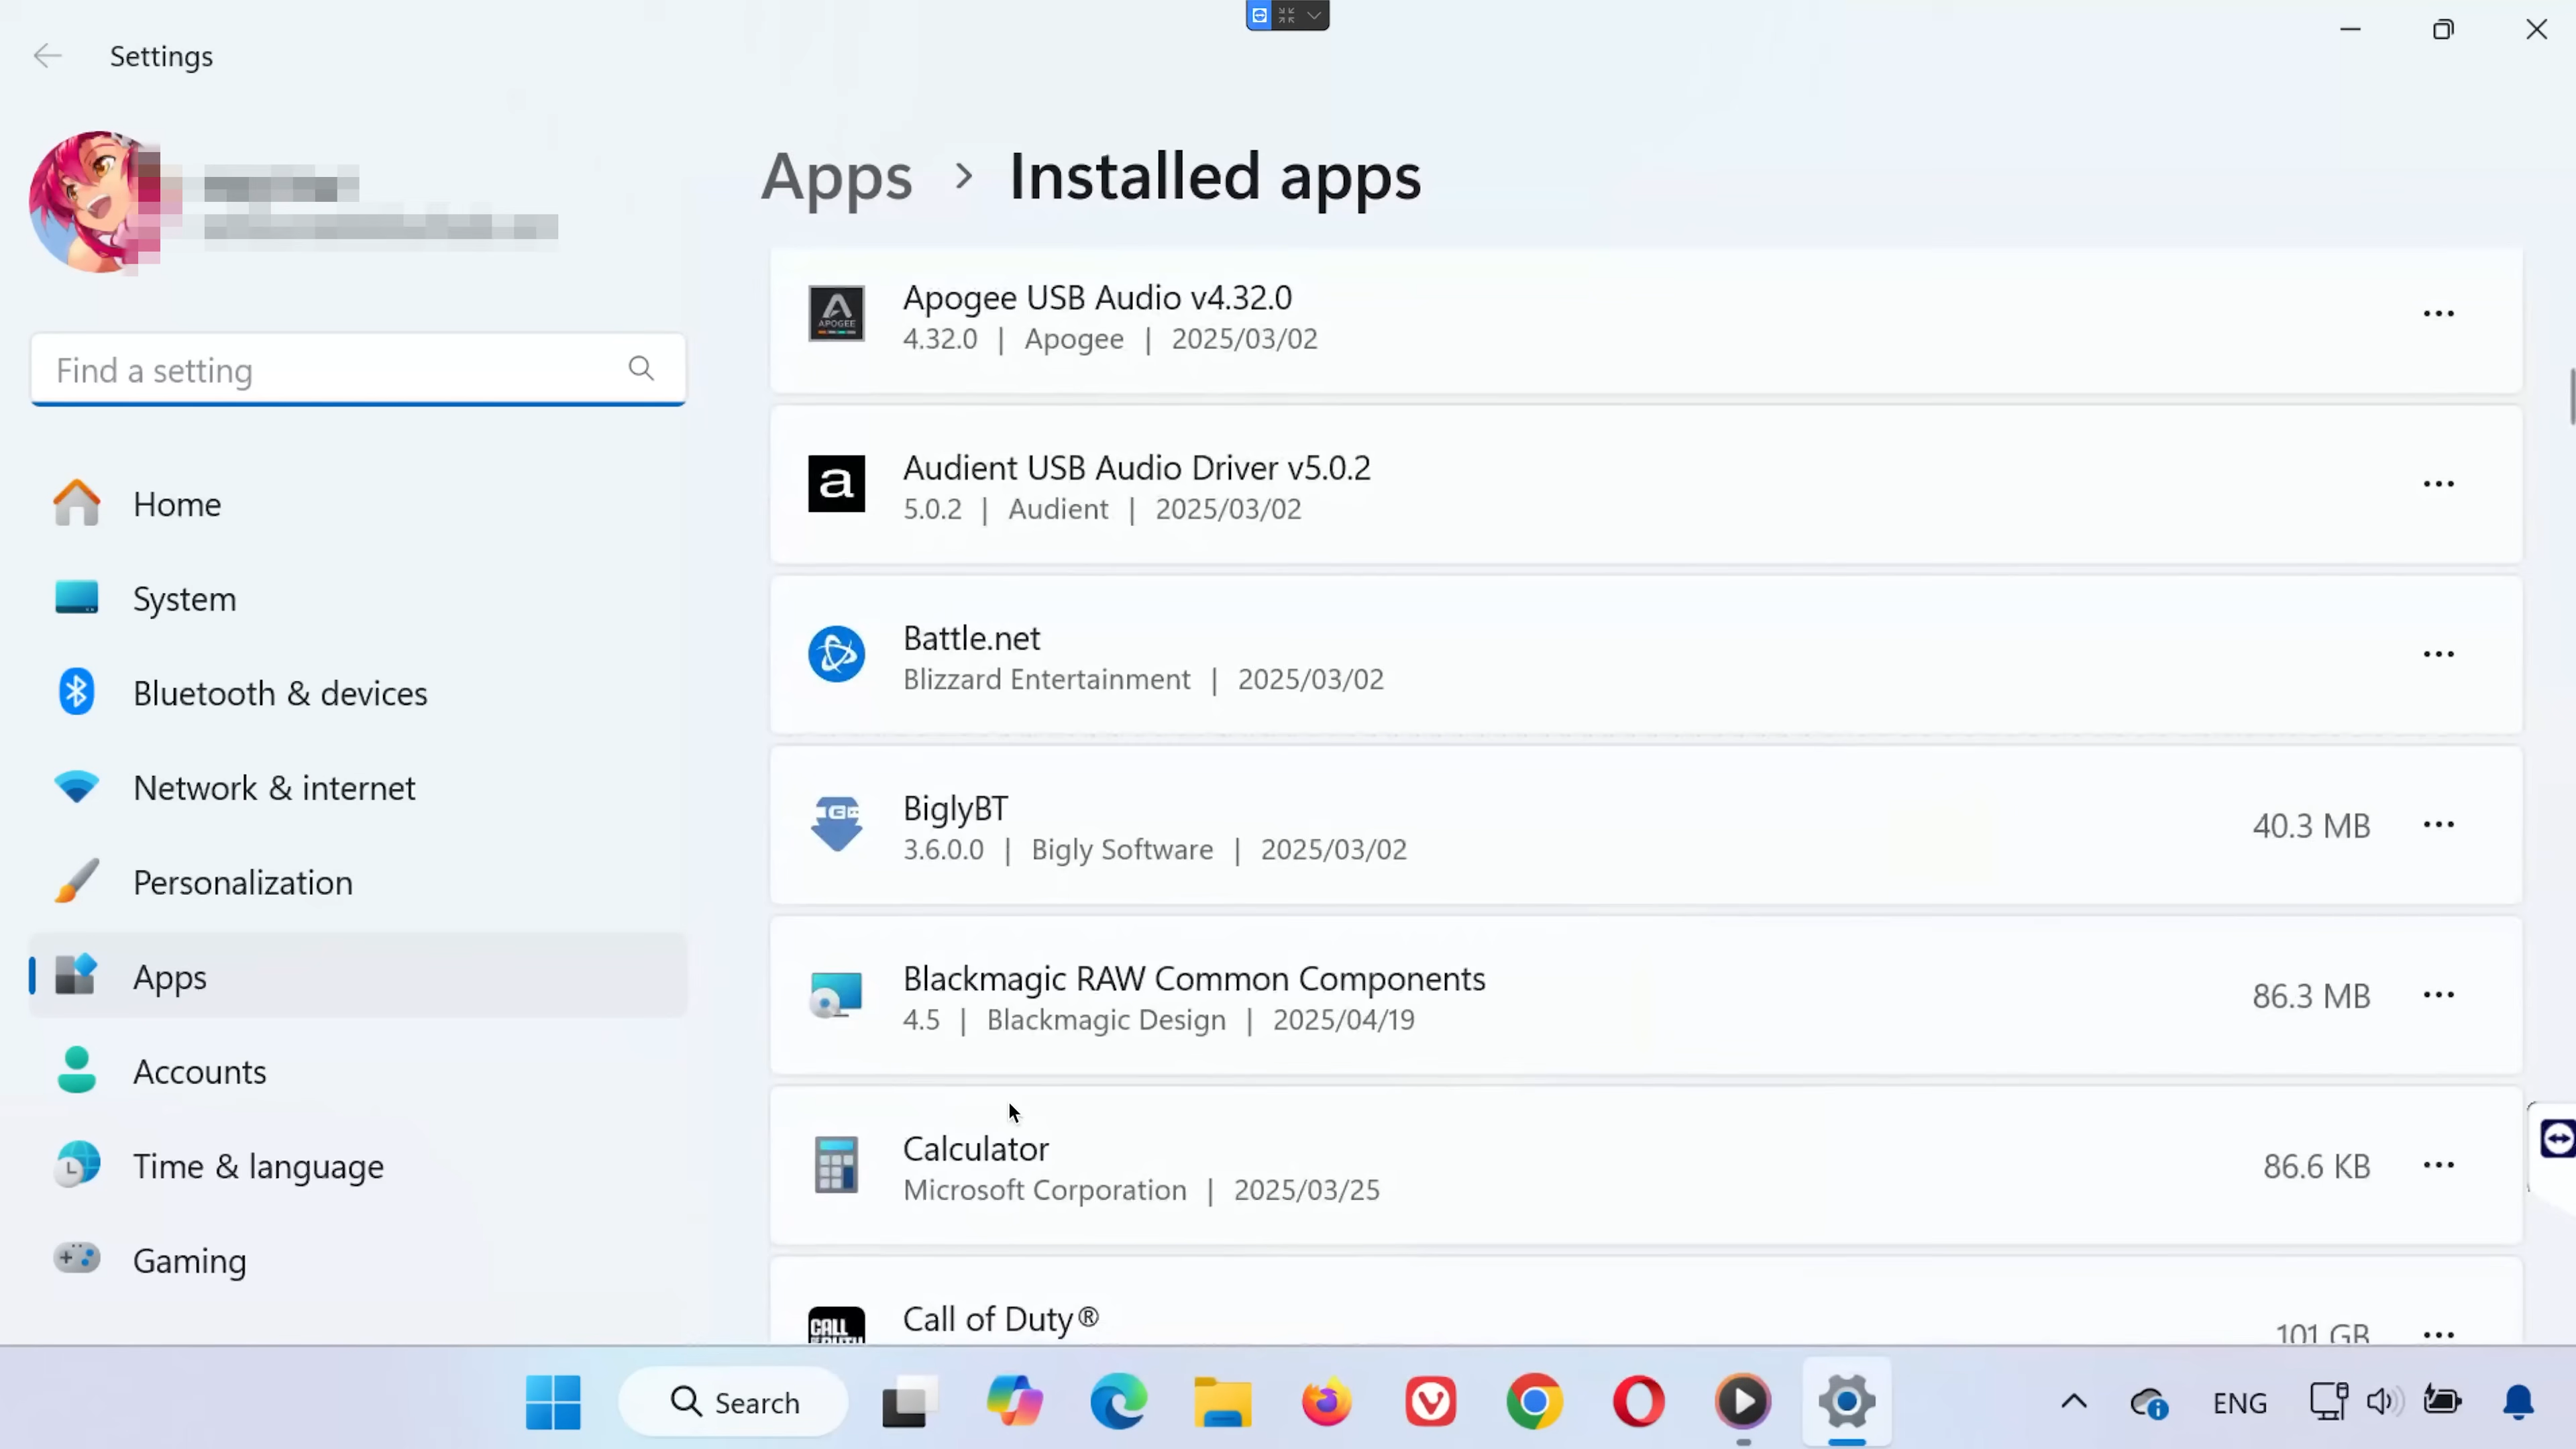 Settings
Find a setting
Home
System
Bluetooth & devices
Network & internet
Personalization
Apps
Accounts
Time & language
Gaming
Apps > Installed apps
APOGEE
Apogee USB Audio v4.32.0
4.32.0 | Apogee | 2025/03/02
a
Audient USB Audio Driver v5.0.2
5.0.2 | Audient | 2025/03/02
Battle.net
Blizzard Entertainment | 2025/03/02
BiglyBT
3.6.0.0 | Bigly Software | 2025/03/02
40.3 MB
Blackmagic RAW Common Components
4.5 | Blackmagic Design | 2025/04/19
86.3 MB
Calculator
Microsoft Corporation | 2025/03/25
86.6 KB
CALL
Call of Duty®
101 GB
Search
ENG